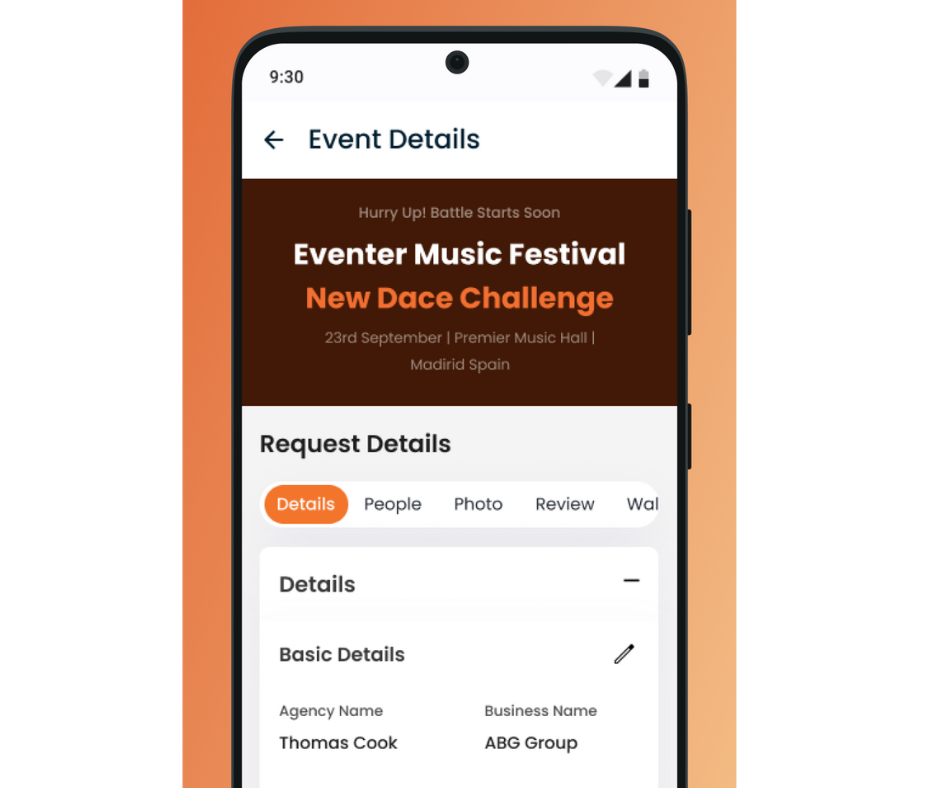 9:30
Event Details
Hurry Up! Battle Starts Soon
Eventer Music Festival
New Dace Challenge
23rd September | Premier Music Hall |
Madirid Spain
Request Details
Details People Photo Review Wal
Details
Basic Details
Agency Name Business Name
Thomas Cook ABG Group